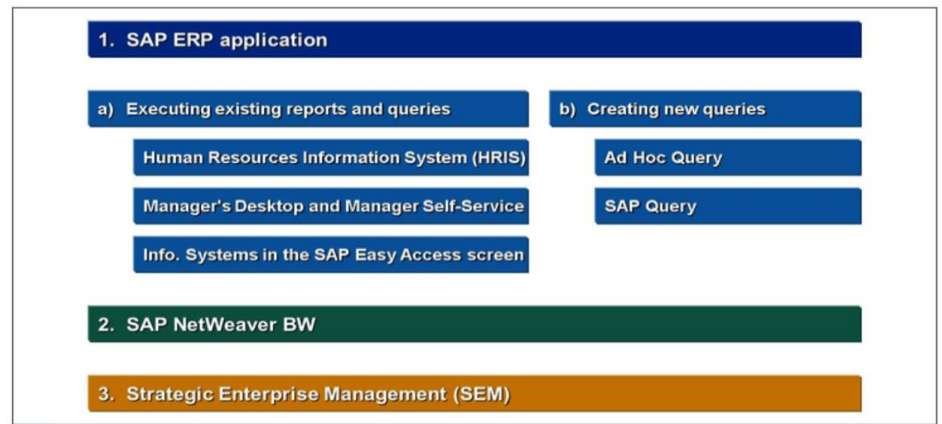 1. SAP ERP application
a) Executing existing reports and queries
Human Resources Information System (HRIS)
Manager's Desktop and Manager Self-Service
Info. Systems in the SAP Easy Access screen
b) Creating new queries
Ad Hoc Query
SAP Query
2. SAP NetWeaver BW
3. Strategic Enterprise Management (SEM)